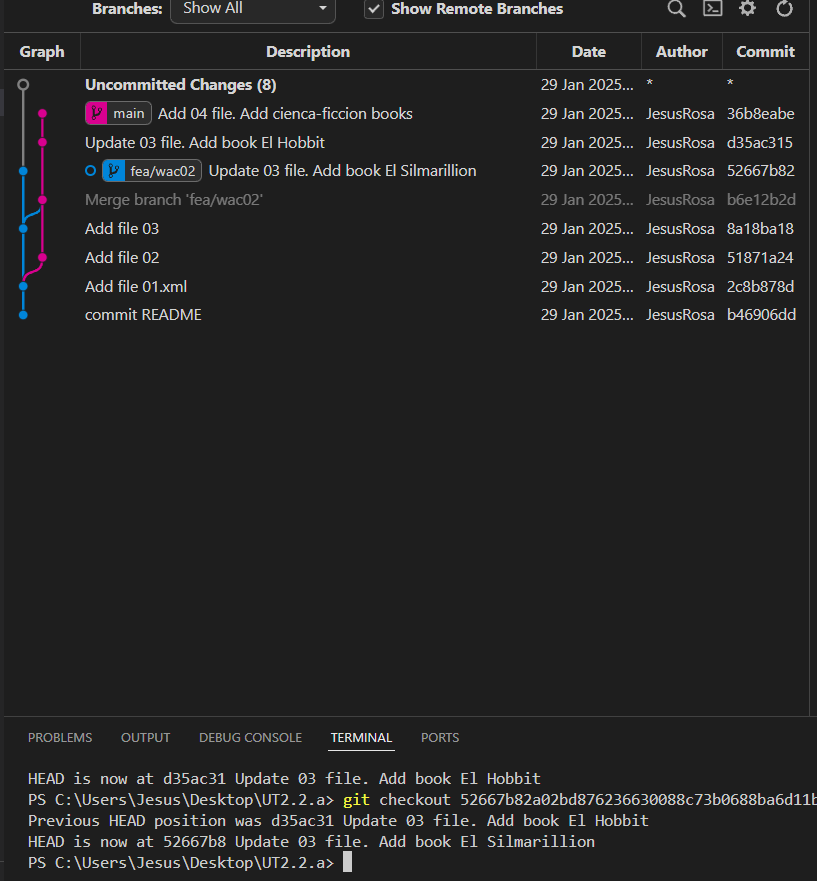 Branches: Show All Show Remote Branches
Graph Description Date Author Commit
Uncommitted Changes (8) 29 Jan 2025... * *
main Add 04 file. Add cienca-ficcion books 29 Jan 2025... JesusRosa 36b8eabe
Update 03 file. Add book El Hobbit 29 Jan 2025... JesusRosa d35ac315
fea/wac02 Update 03 file. Add book El Silmarillion 29 Jan 2025... JesusRosa 52667b82
Merge branch 'fea/wac02' 29 Jan 2025... JesusRosa b6e12b2d
Add file 03 29 Jan 2025... JesusRosa 8a18ba18
Add file 02 29 Jan 2025... JesusRosa 51871a24
Add file 01.xml 29 Jan 2025... JesusRosa 2c8b878d
commit README 29 Jan 2025... JesusRosa b46906dd
PROBLEMS OUTPUT DEBUG CONSOLE TERMINAL PORTS
HEAD is now at d35ac31 Update 03 file. Add book El Hobbit
PS C:\Users\Jesus\Desktop\UT2.2.a> git checkout 52667b82a02bd876236630088c73b0688ba6d11b
Previous HEAD position was d35ac31 Update 03 file. Add book El Hobbit
HEAD is now at 52667b8 Update 03 file. Add book El Silmarillion
PS C:\Users\Jesus\Desktop\UT2.2.a>